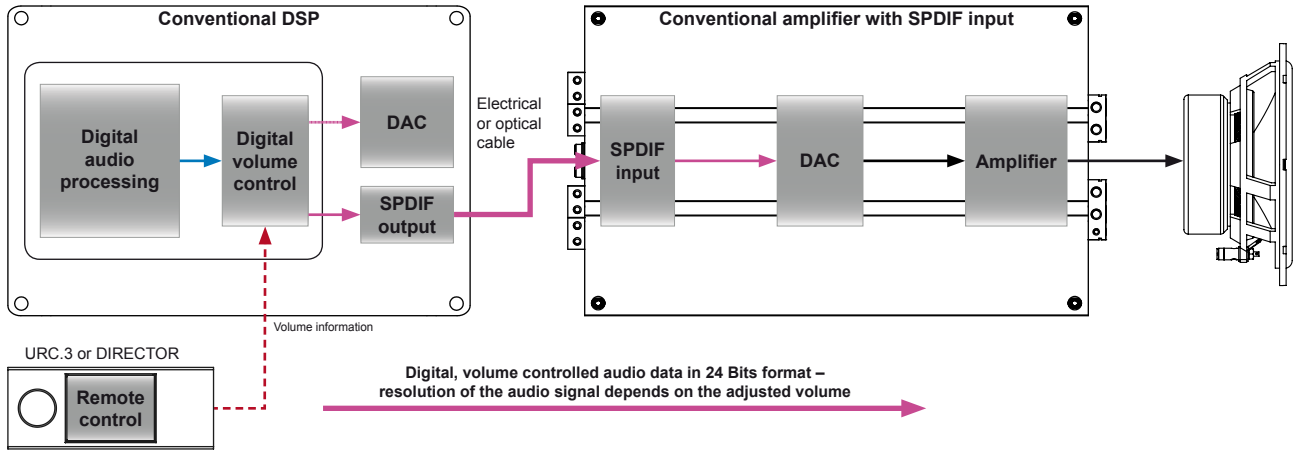 Conventional DSP
Conventional amplifier with SPDIF input
Digital
audio
processing
Digital
volume
control
DAC
SPDIF
output
Electrical
or optical
cable
SPDIF
input
DAC
Amplifier
Volume information
URC.3 or DIRECTOR
Remote
control
Digital, volume controlled audio data in 24 Bits format –
resolution of the audio signal depends on the adjusted volume